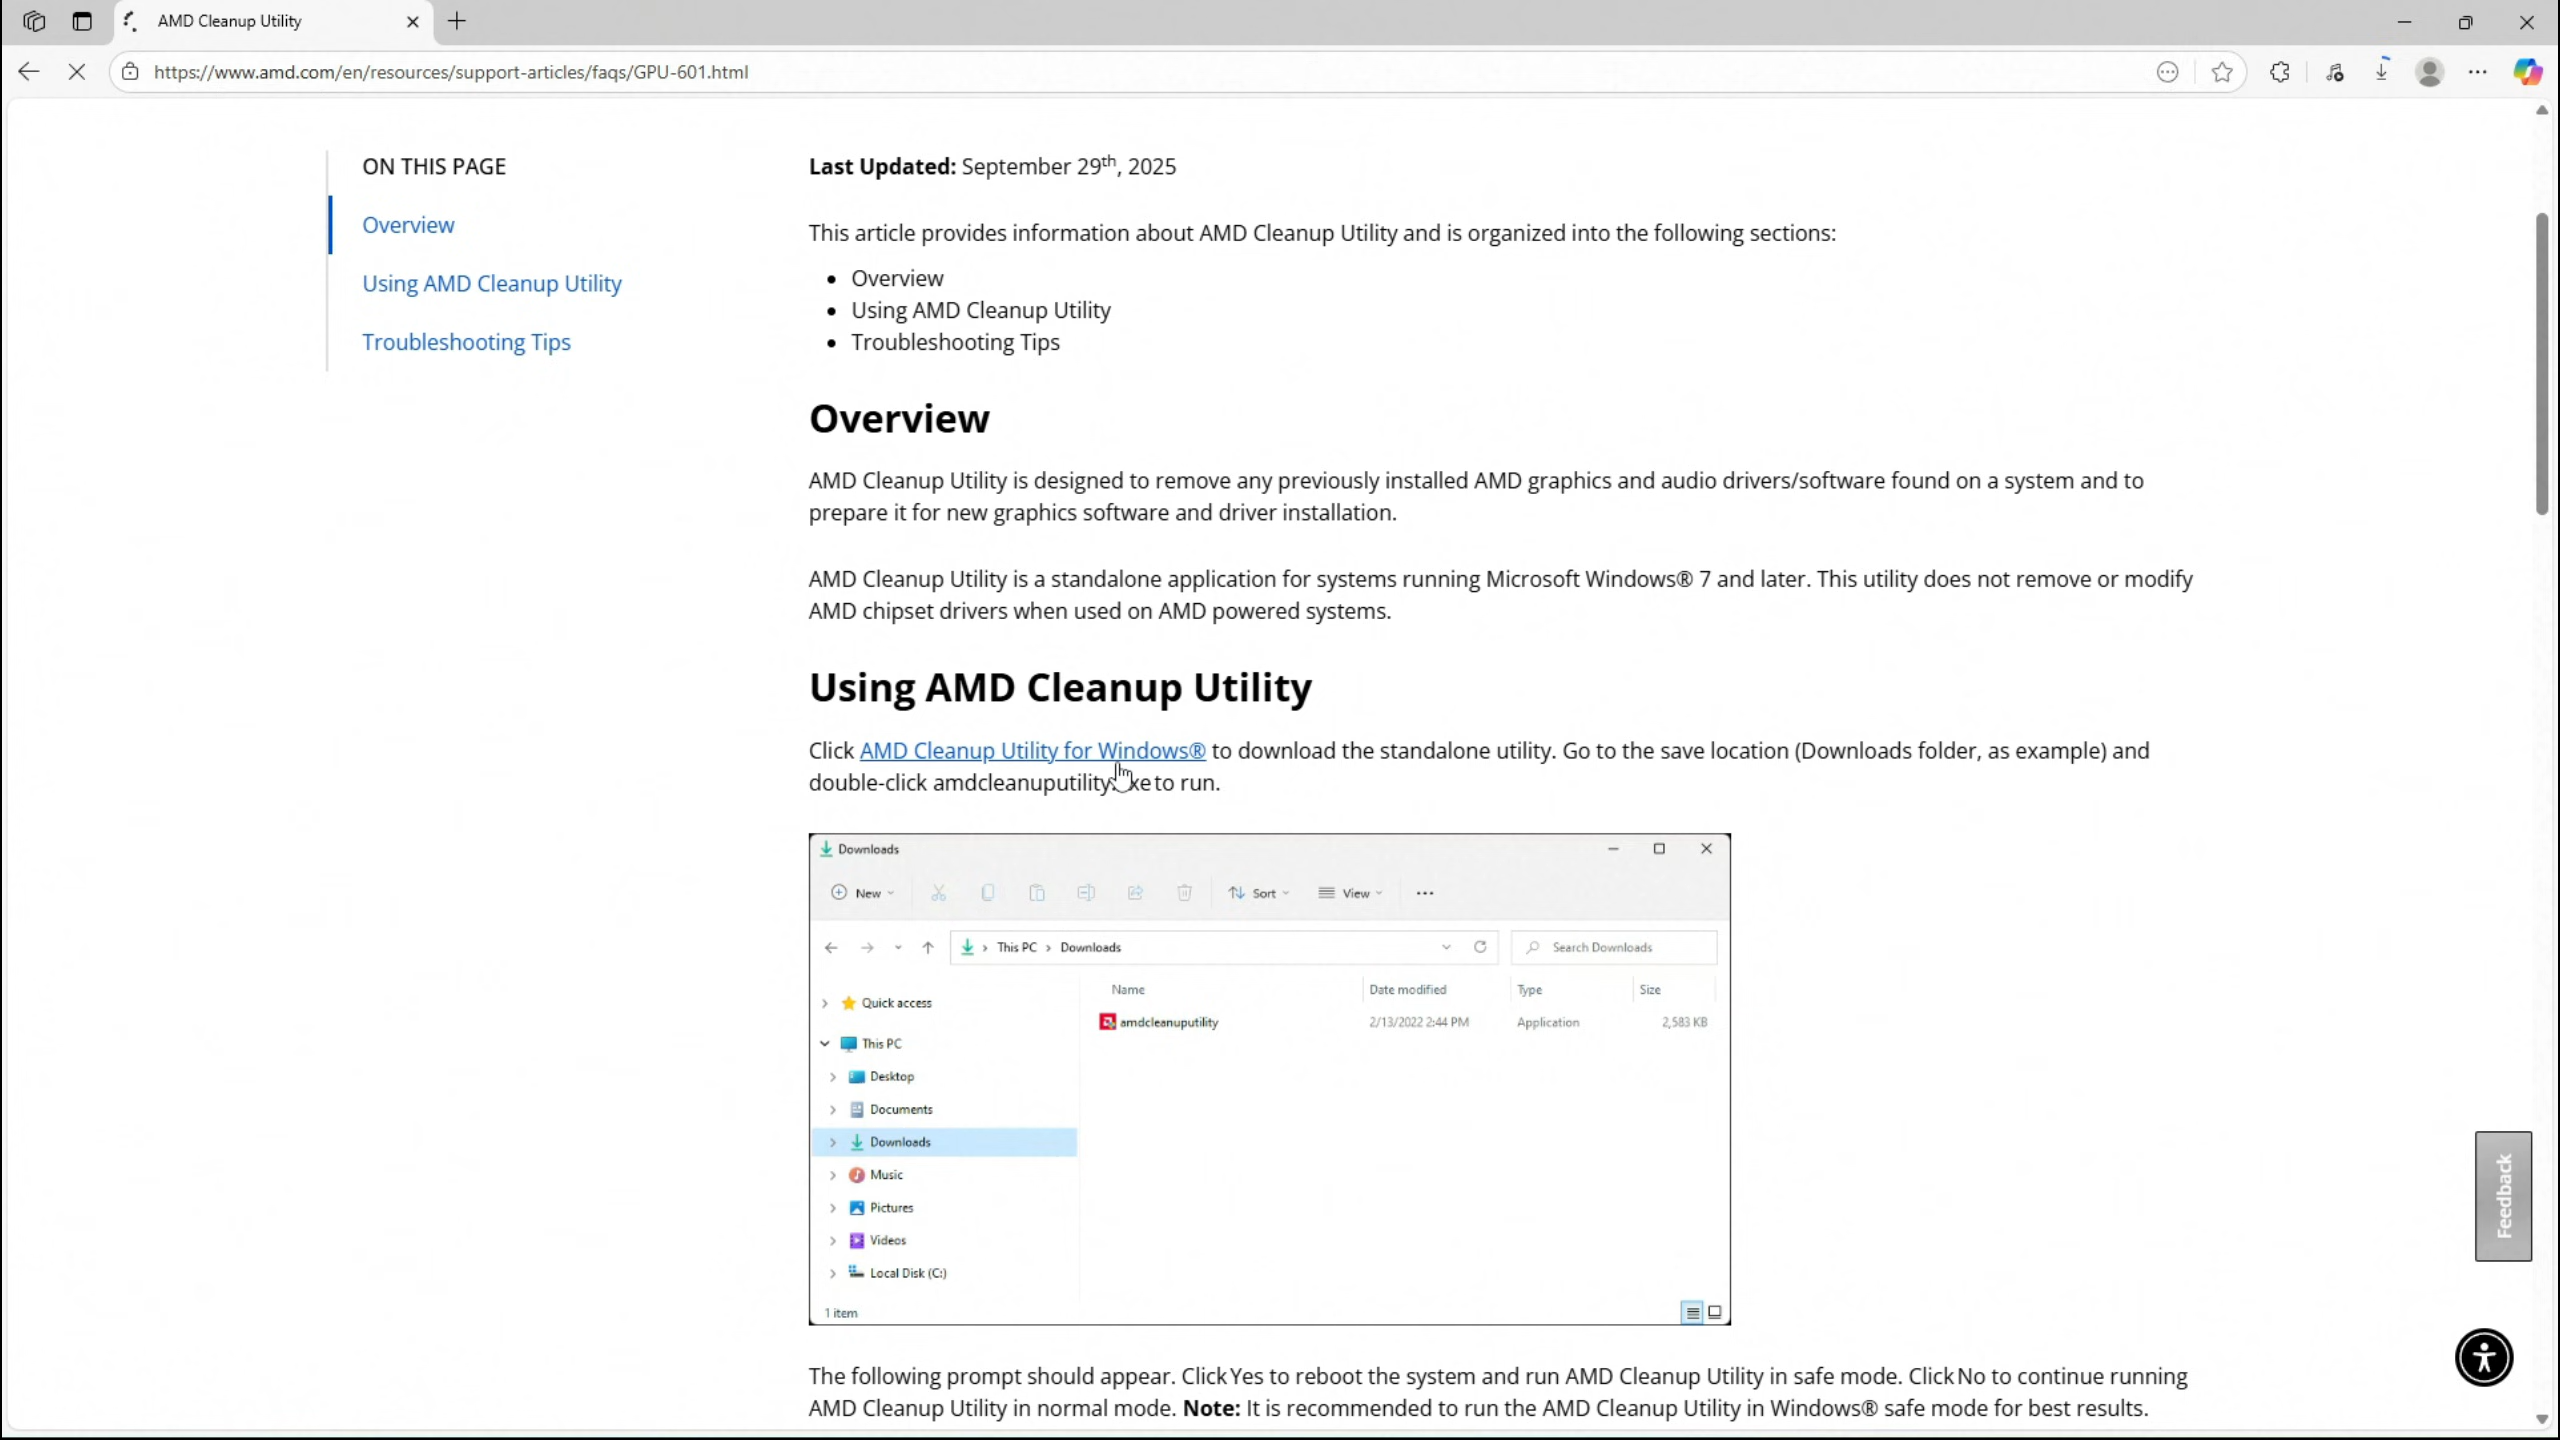 AMD Cleanup Utility
https://www.amd.com/en/resources/support-articles/faqs/GPU-601.html
ON THIS PAGE
Overview
Using AMD Cleanup Utility
Troubleshooting Tips
Last Updated: September 29th, 2025
This article provides information about AMD Cleanup Utility and is organized into the following sections:
Overview
Using AMD Cleanup Utility
Troubleshooting Tips
Overview
AMD Cleanup Utility is designed to remove any previously installed AMD graphics and audio drivers/software found on a system and to
prepare it for new graphics software and driver installation.
AMD Cleanup Utility is a standalone application for systems running Microsoft Windows® 7 and later. This utility does not remove or modify
AMD chipset drivers when used on AMD powered systems.
Using AMD Cleanup Utility
Click AMD Cleanup Utility for Windows® to download the standalone utility. Go to the save location (Downloads folder, as example) and
double-click to run.
Downloads
New Sort View
This PC > Downloads Search Downloads
Name Date modified Type Size
amdcleanuputility 2/13/2022 2:44 PM Application 2,583 KB
Quick access
This PC
Desktop
Documents
Downloads
Music
Pictures
Videos
Local Disk (C:)
1 item
Feedback
The following prompt should appear. Click Yes to reboot the system and run AMD Cleanup Utility in safe mode. Click No to continue running
AMD Cleanup Utility in normal mode. Note: It is recommended to run the AMD Cleanup Utility in Windows® safe mode for best results.